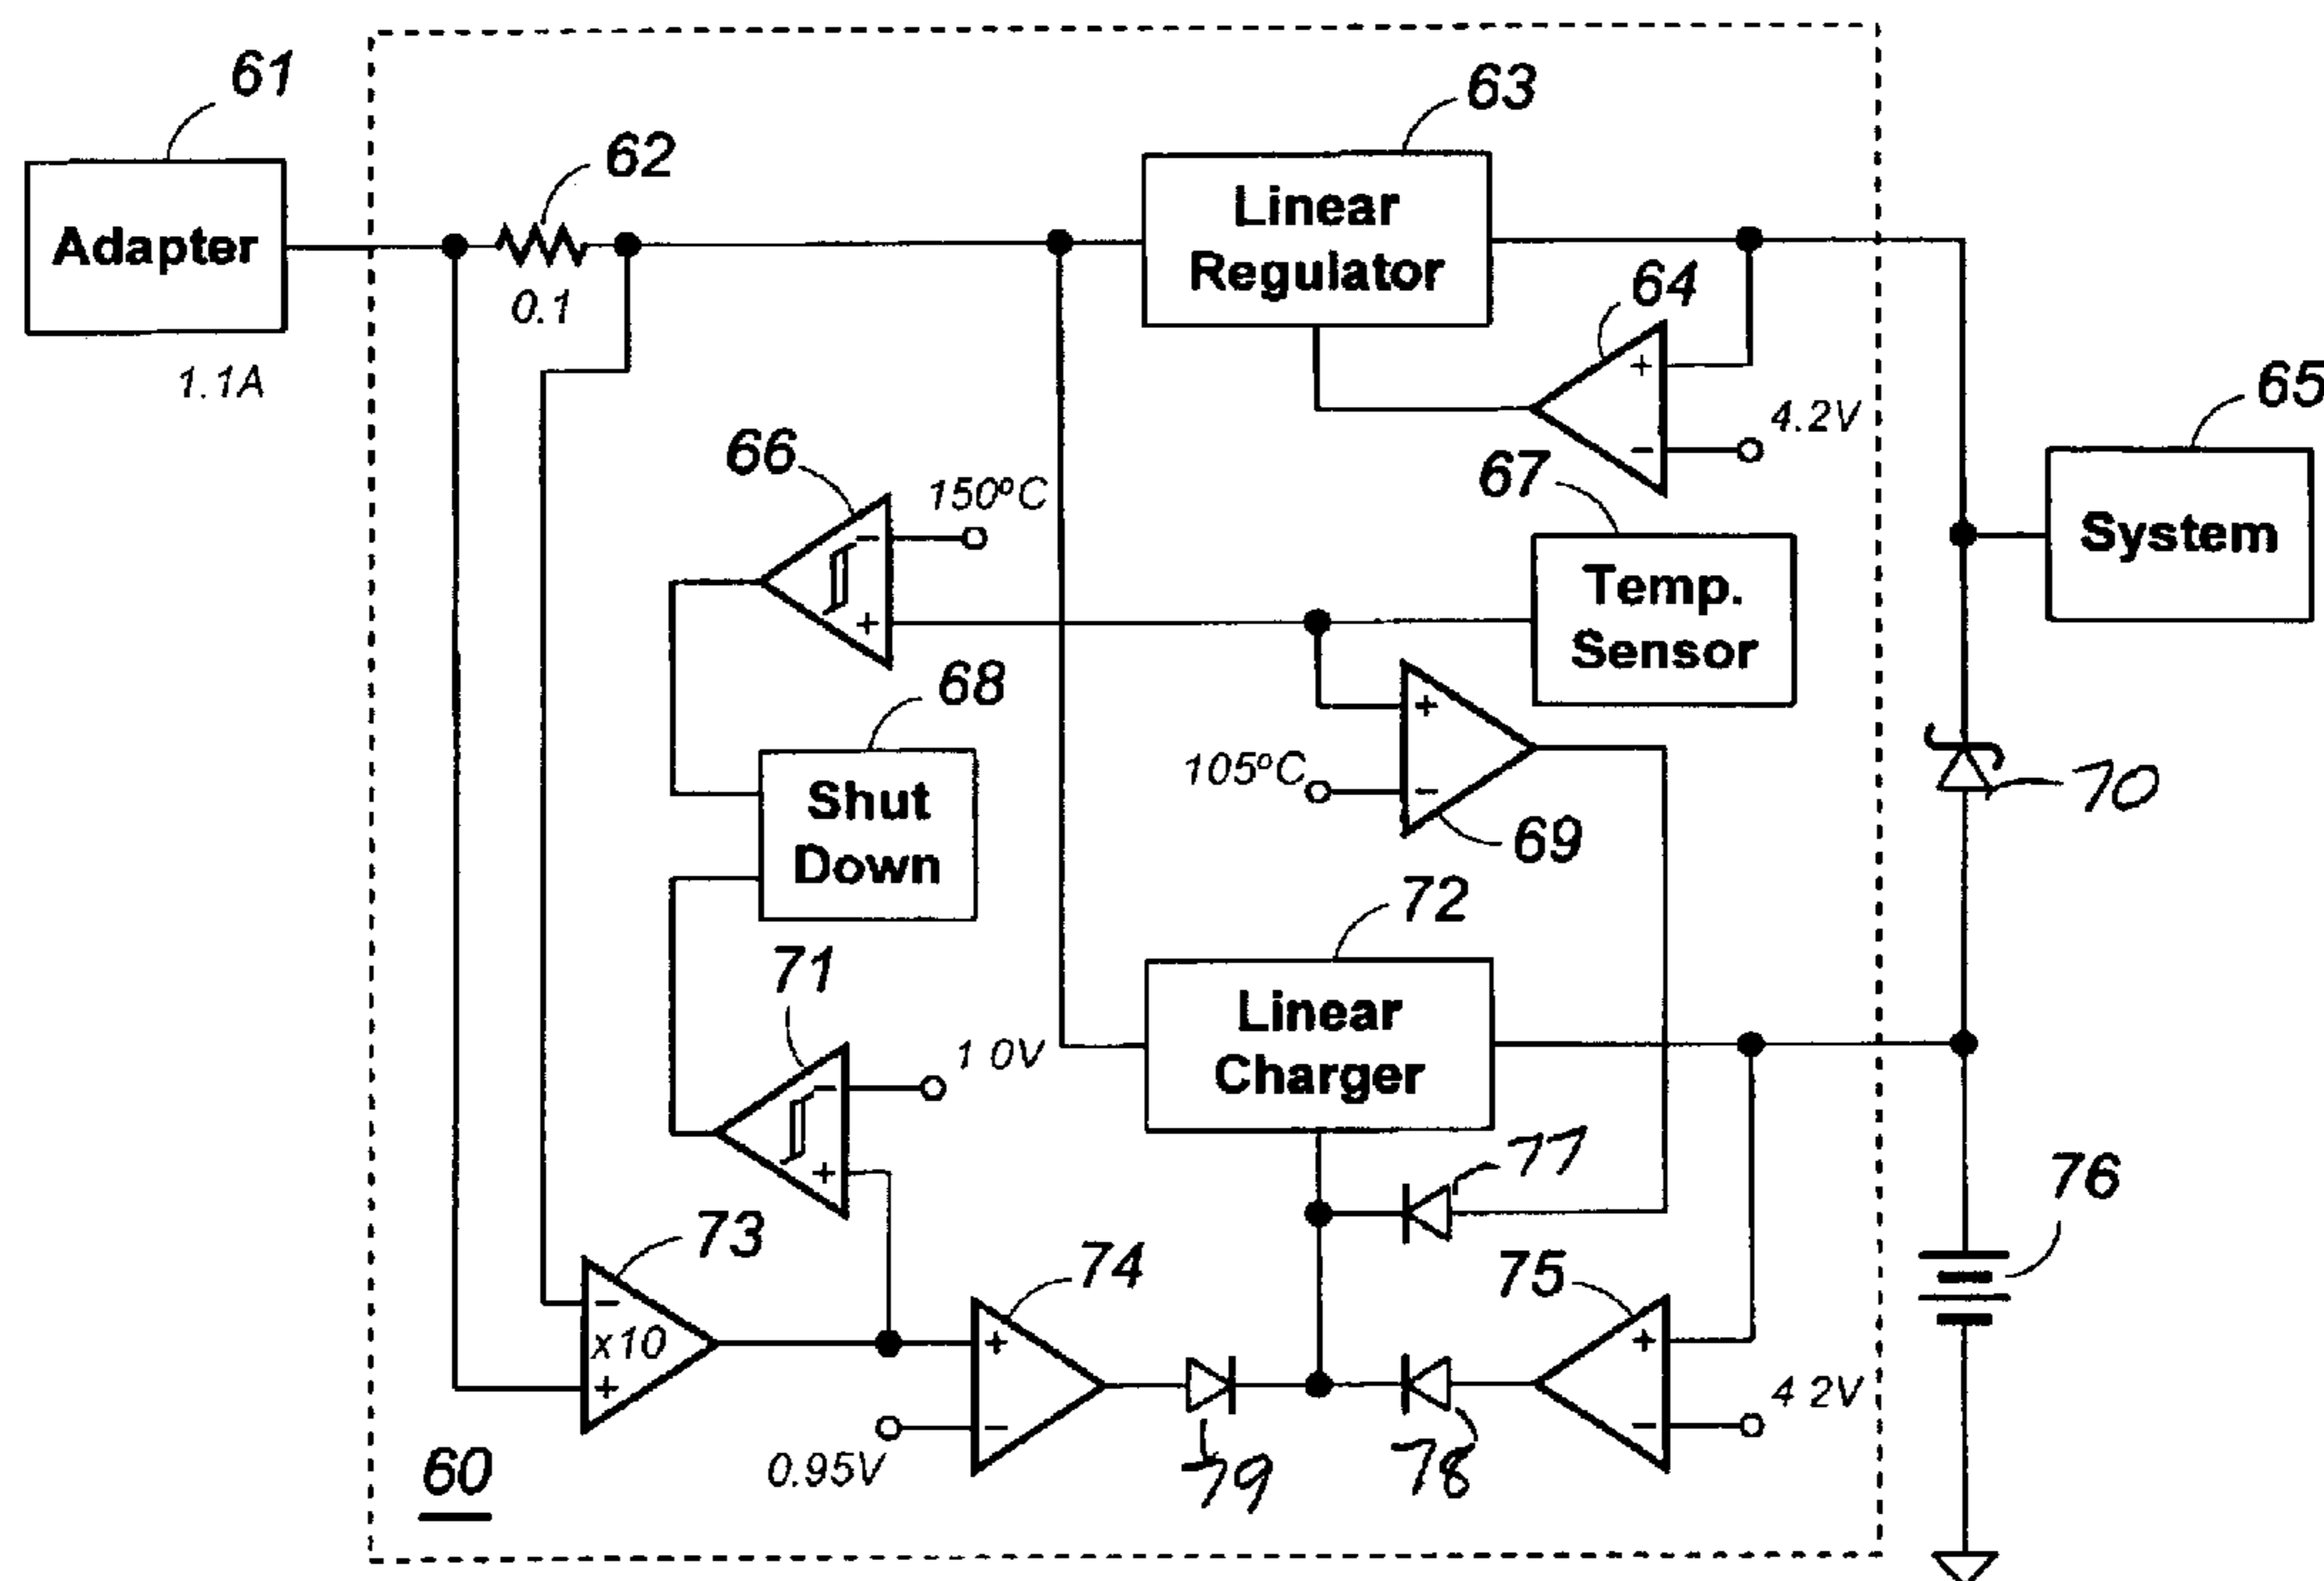 61
Adapter
1.1A
62
0.1
63
Linear
Regulator
64
+
−
4.2V
65
System
66
150°C
−
+
67
Temp.
Sensor
68
Shut
Down
69
+
−
105°C
70
71
1 0V
−
+
72
Linear
Charger
73
−
x10
+
74
+
−
0.95V
75
+
−
4 2V
76
77
78
79
60